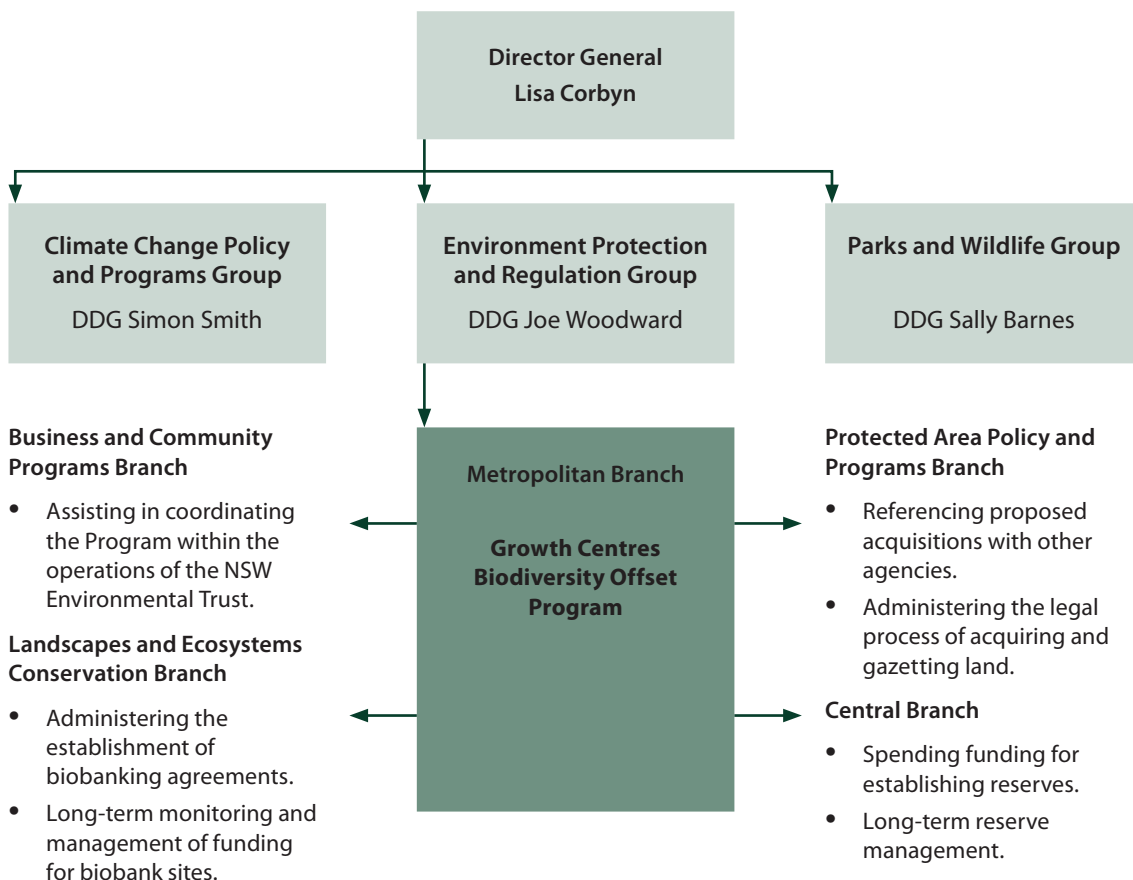 Director General
Lisa Corbyn
Climate Change Policy
and Programs Group
DDG Simon Smith
Environment Protection
and Regulation Group
DDG Joe Woodward
Parks and Wildlife Group
DDG Sally Barnes
Business and Community
Programs Branch
• Assisting in coordinating
the Program within the
operations of the NSW
Environmental Trust.
Landscapes and Ecosystems
Conservation Branch
• Administering the
establishment of
biobanking agreements.
• Long-term monitoring and
management of funding
for biobank sites.
Metropolitan Branch
Growth Centres
Biodiversity Offset
Program
Protected Area Policy and
Programs Branch
• Referencing proposed
acquisitions with other
agencies.
• Administering the legal
process of acquiring and
gazetting land.
Central Branch
• Spending funding for
establishing reserves.
• Long-term reserve
management.